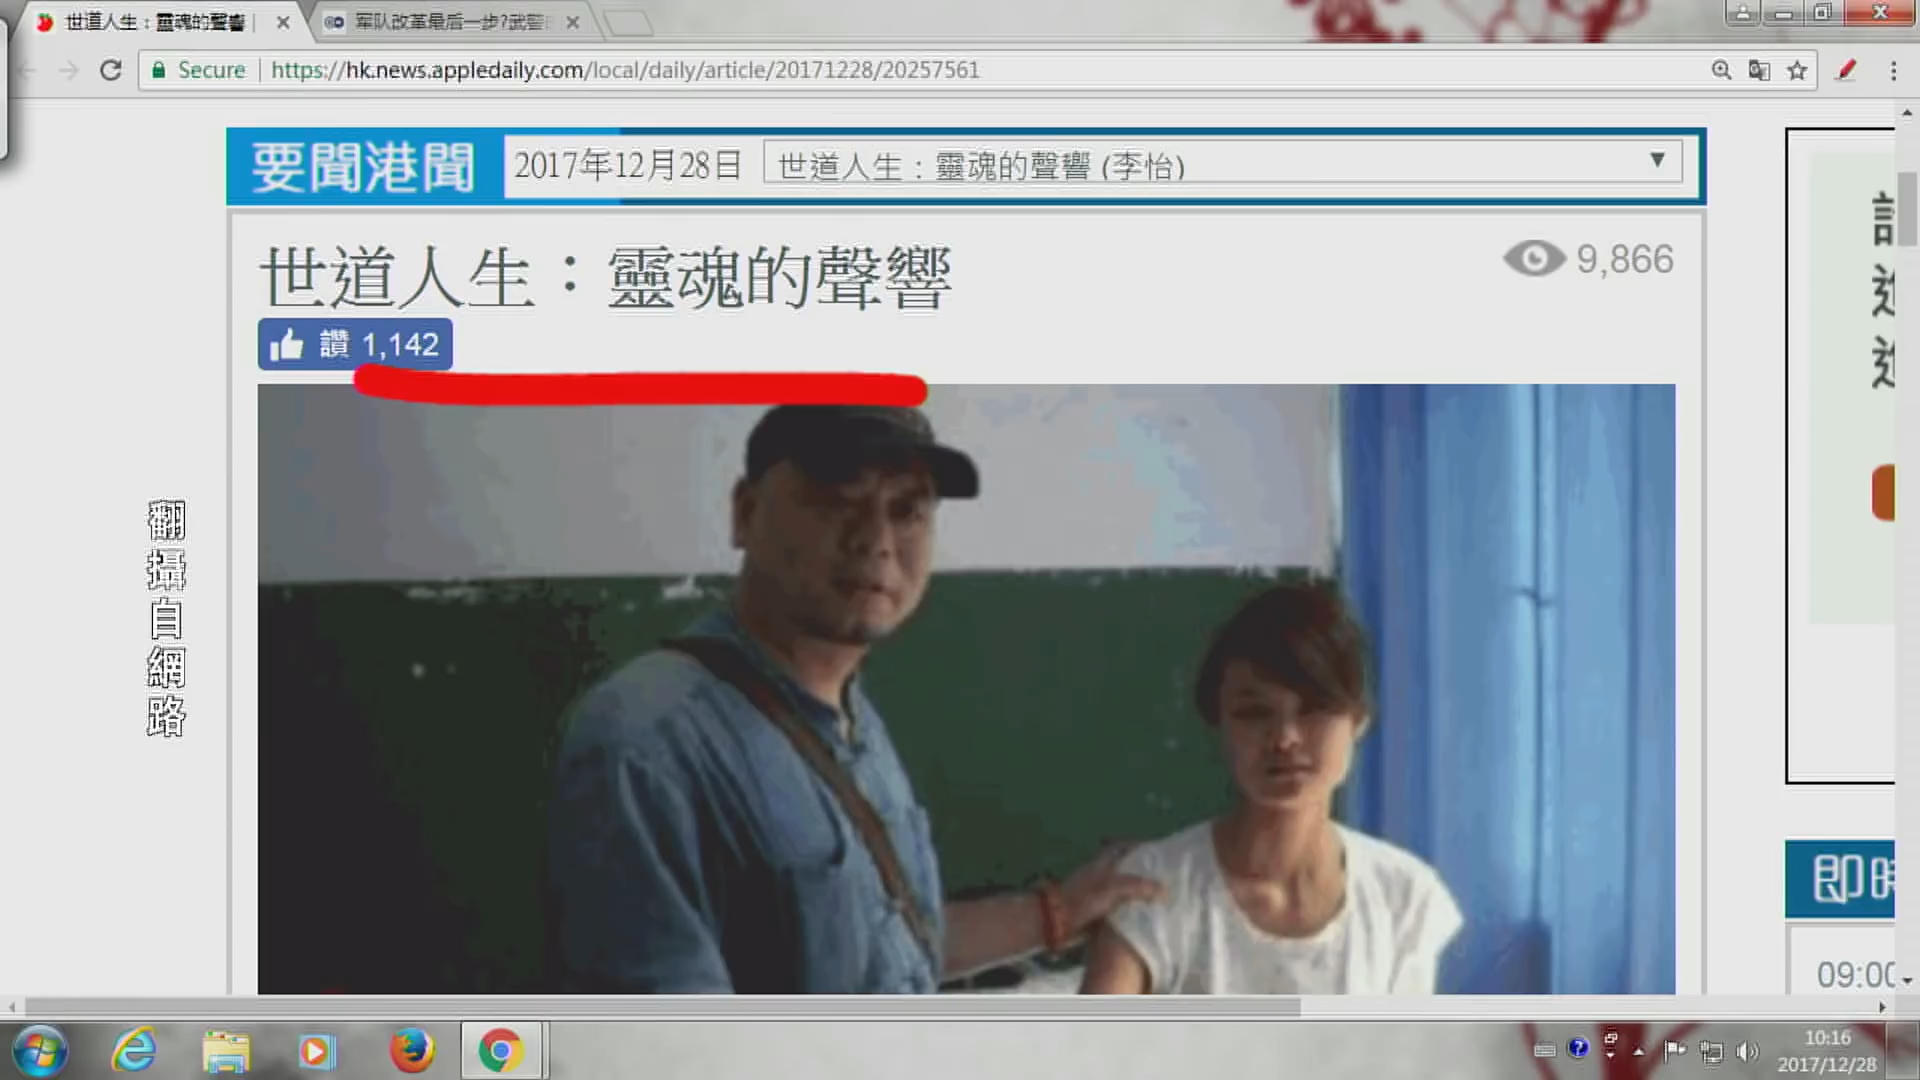 世道人生：靈魂的聲響
军队改革最后一步?武警
Secure
https://hk.news.appledaily.com/local/daily/article/20171228/20257561
要聞港聞
2017年12月28日
世道人生：靈魂的聲響 (李怡)
世道人生：靈魂的聲響
9,866
讚 1,142
翻攝自網路
即時
09:00
10:16
2017/12/28